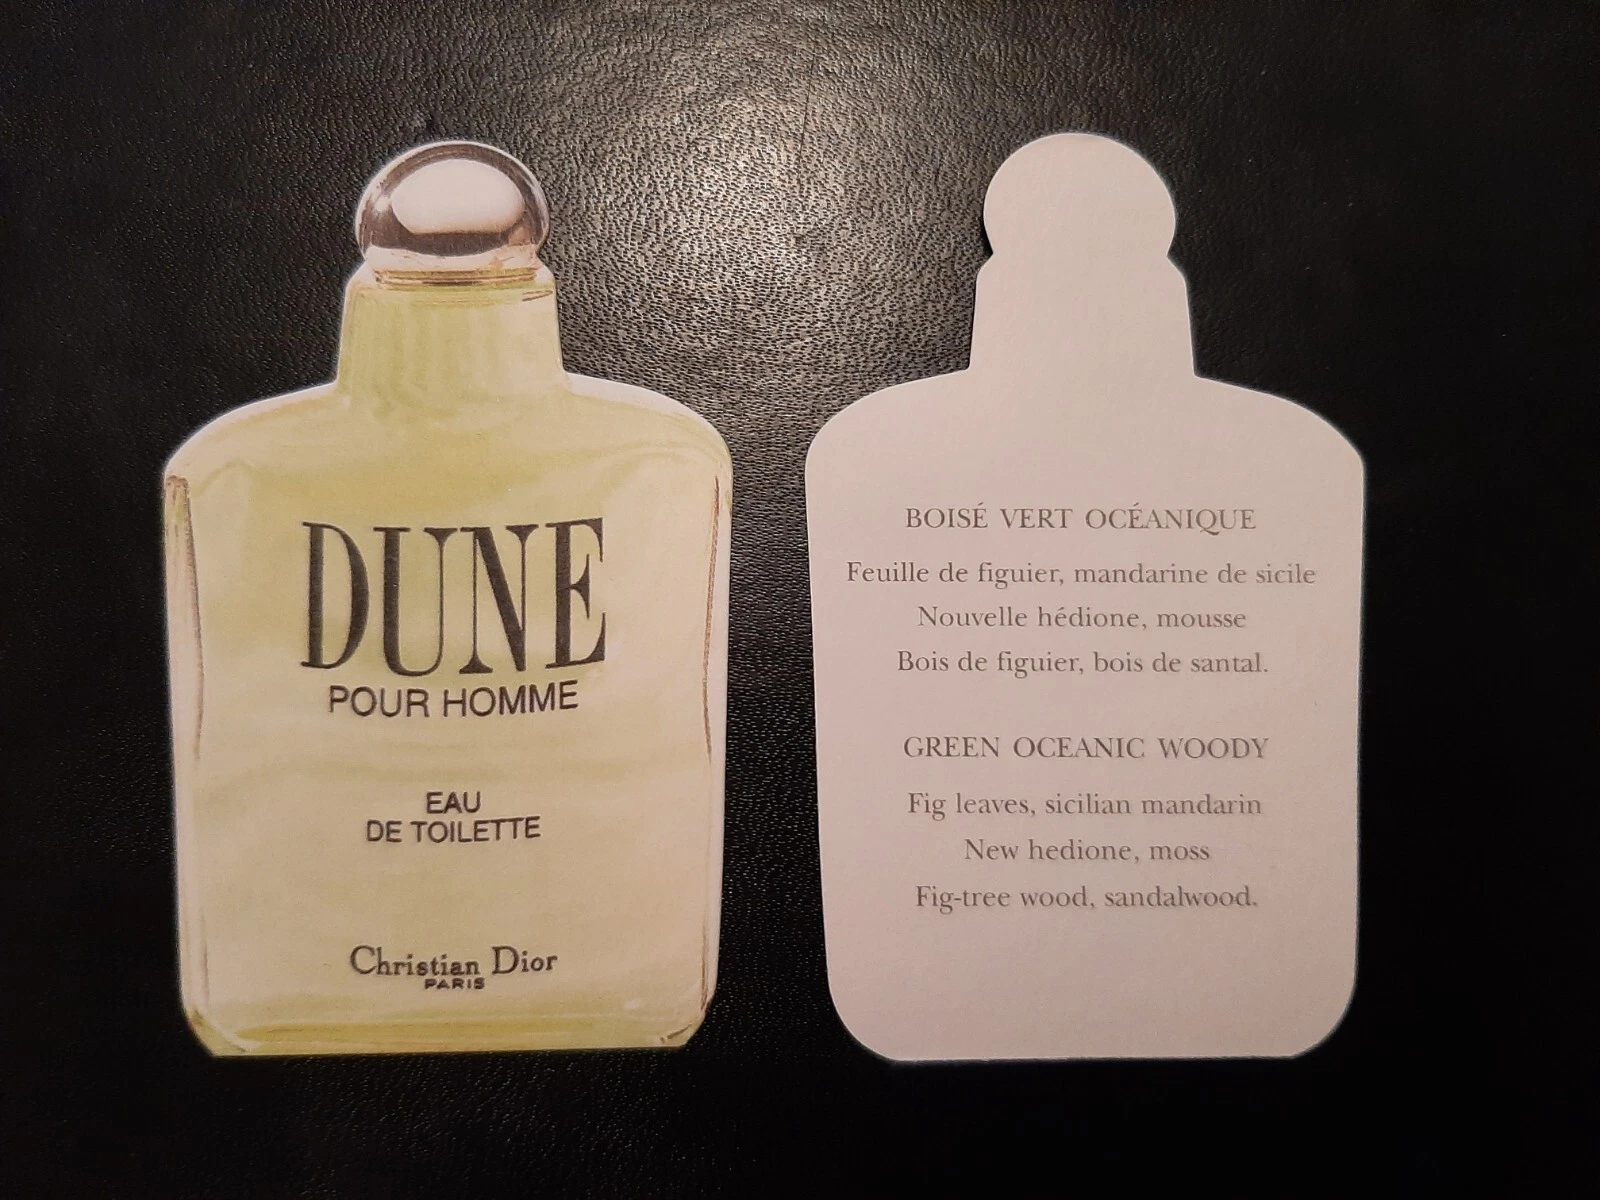 DUNE
POUR HOMME
EAU
DE TOILETTE
Christian Dior
PARIS
BOISÉ VERT OCÉANIQUE
Feuille de figuier, mandarine de sicile
Nouvelle hédione, mousse
Bois de figuier, bois de santal.
GREEN OCEANIC WOODY
Fig leaves, sicilian mandarin
New hedione, moss
Fig-tree wood, sandalwood.